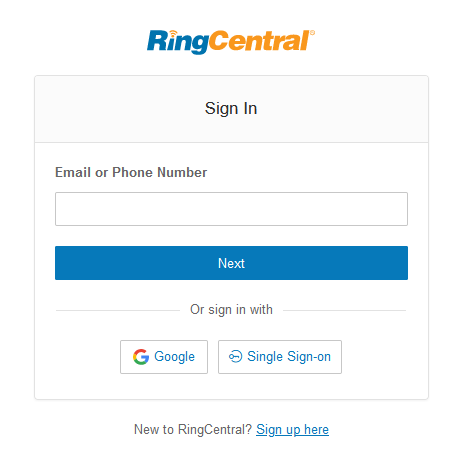 RingCentral®
Sign In
Email or Phone Number
Next
Or sign in with
Google
Single Sign-on
New to RingCentral? Sign up here